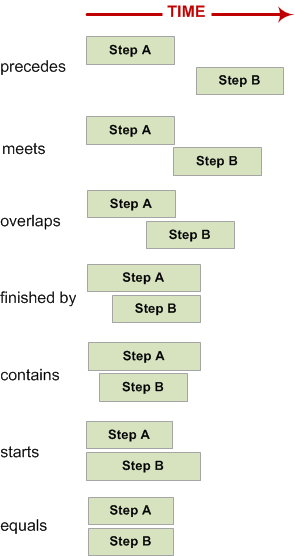 TIME
precedes
Step A
Step B
meets
Step A
Step B
overlaps
Step A
Step B
finished by
Step A
Step B
contains
Step A
Step B
starts
Step A
Step B
equals
Step A
Step B